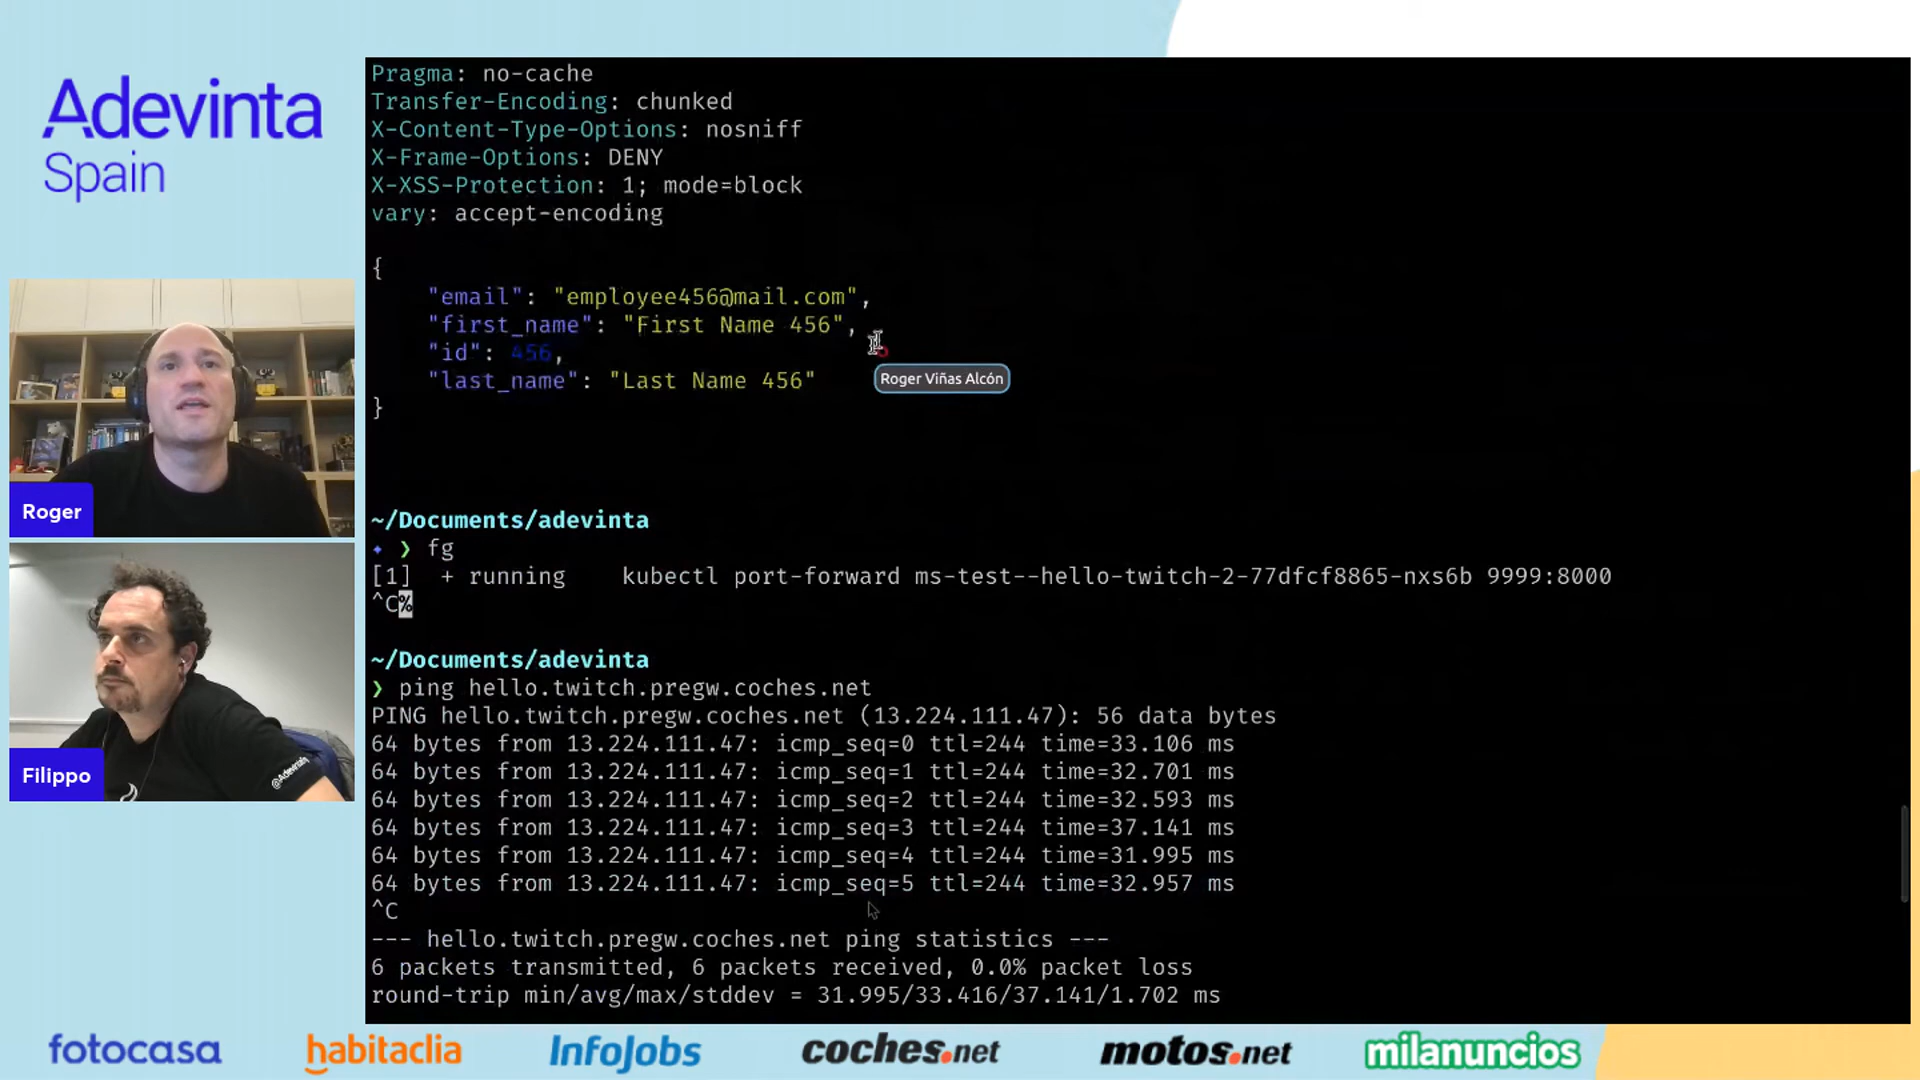 Adevinta
Spain
Pragma: no-cache
Transfer-Encoding: chunked
X-Content-Type-Options: nosniff
X-Frame-Options: DENY
X-XSS-Protection: 1; mode=block
vary: accept-encoding
{
"email": "employee456@mail.com",
"first_name": "First Name 456",
"id": 456,
"last_name": "Last Name 456"
}
Roger Viñas Alcón
~/Documents/adevinta
✦ ❯ fg
[1]  + running    kubectl port-forward ms-test--hello-twitch-2-77dfcf8865-nxs6b 9999:8000
^C%
~/Documents/adevinta
❯ ping hello.twitch.pregw.coches.net
PING hello.twitch.pregw.coches.net (13.224.111.47): 56 data bytes
64 bytes from 13.224.111.47: icmp_seq=0 ttl=244 time=33.106 ms
64 bytes from 13.224.111.47: icmp_seq=1 ttl=244 time=32.701 ms
64 bytes from 13.224.111.47: icmp_seq=2 ttl=244 time=32.593 ms
64 bytes from 13.224.111.47: icmp_seq=3 ttl=244 time=37.141 ms
64 bytes from 13.224.111.47: icmp_seq=4 ttl=244 time=31.995 ms
64 bytes from 13.224.111.47: icmp_seq=5 ttl=244 time=32.957 ms
^C
--- hello.twitch.pregw.coches.net ping statistics ---
6 packets transmitted, 6 packets received, 0.0% packet loss
round-trip min/avg/max/stddev = 31.995/33.416/37.141/1.702 ms
Roger
Filippo
@Adevinta
fotocasa
habitaclia
InfoJobs
coches.net
motos.net
milanuncios